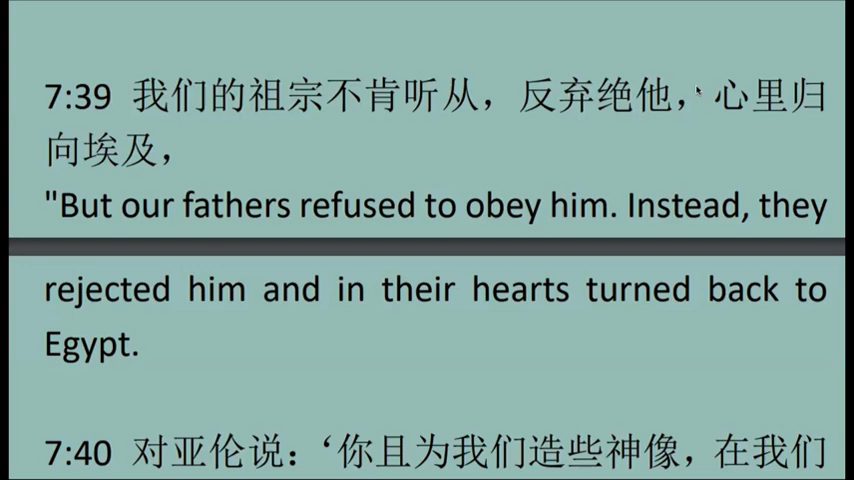 7:39 我们的祖宗不肯听从，反弃绝他，心里归
向埃及，
"But our fathers refused to obey him. Instead, they
rejected him and in their hearts turned back to
Egypt.
7:40 对亚伦说：‘你且为我们造些神像，在我们